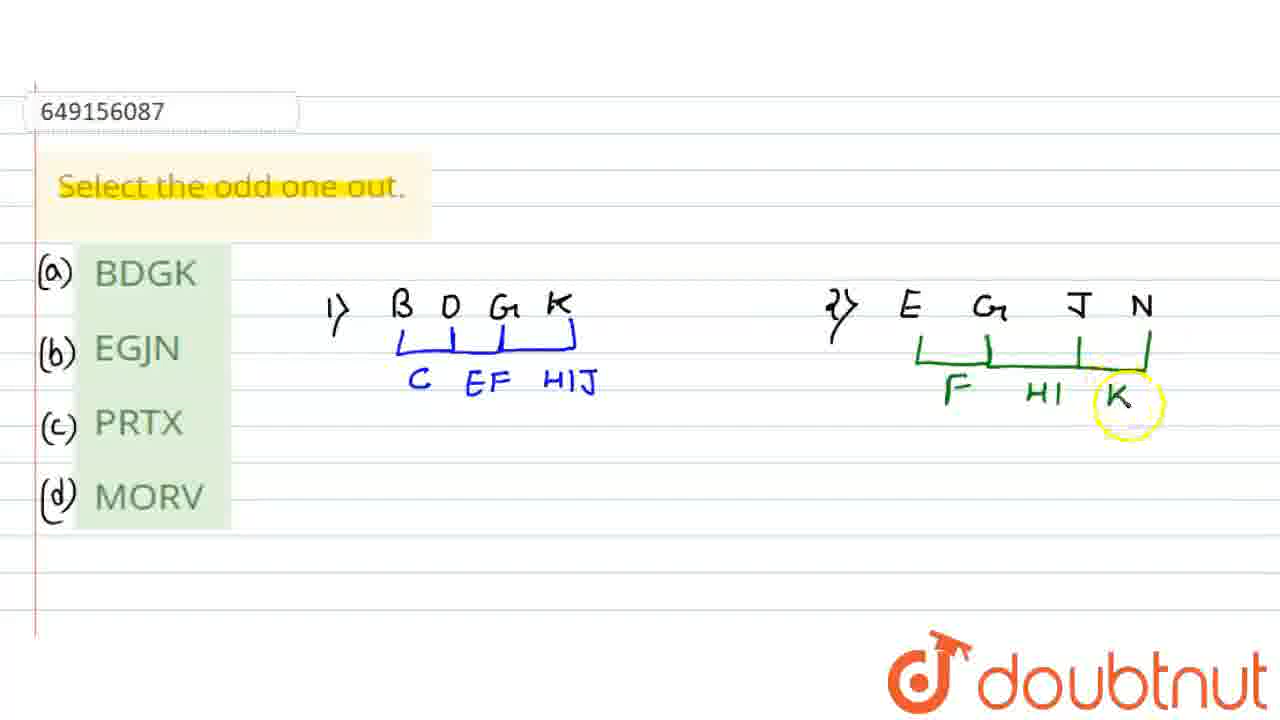 649156087
Select the odd one out.
(a) BDGK
(b) EGJN
(c) PRTX
(d) MORV
1) B D G K
C EF HIJ
2) E G J N
F HI K
doubtnut